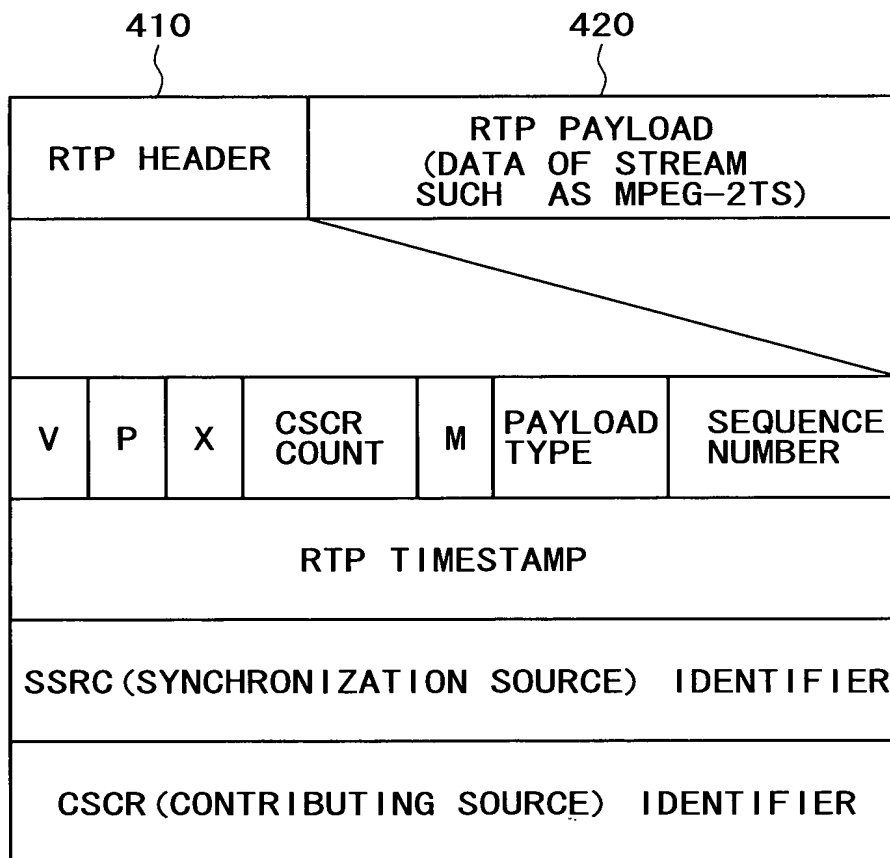 410 420
RTP HEADER
RTP PAYLOAD
(DATA OF STREAM
SUCH AS MPEG-2TS)
V P X
CSCR
COUNT
M
PAYLOAD
TYPE
SEQUENCE
NUMBER
RTP TIMESTAMP
SSRC (SYNCHRONIZATION SOURCE) IDENTIFIER
CSCR (CONTRIBUTING SOURCE) IDENTIFIER